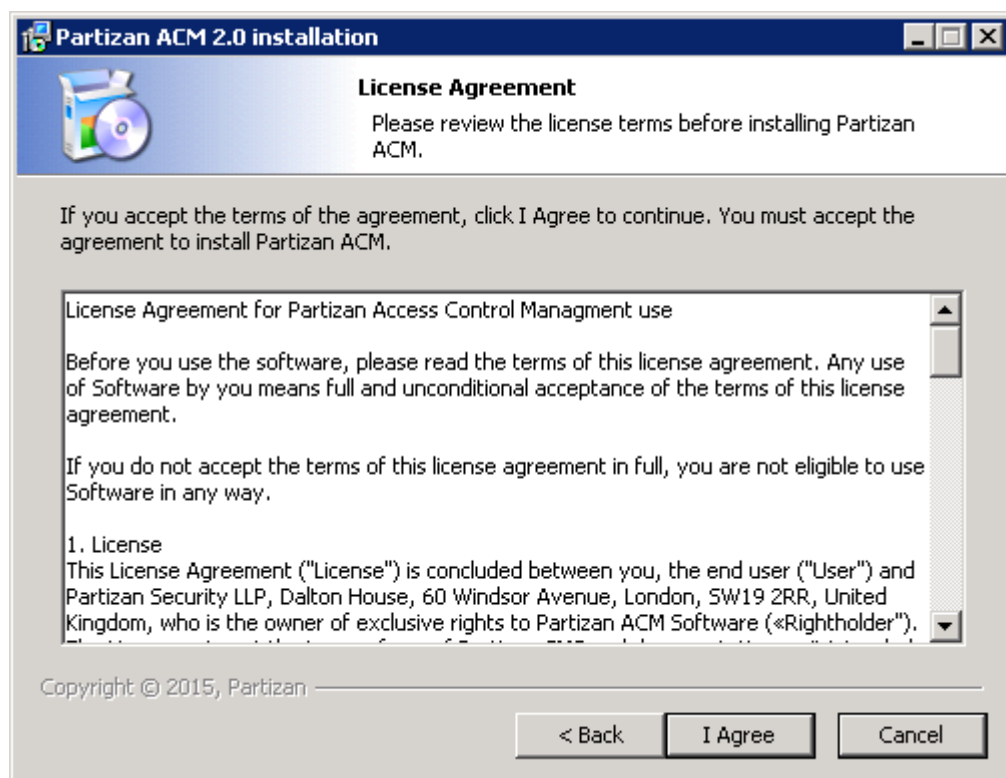 Partizan ACM 2.0 installation
License Agreement
Please review the license terms before installing Partizan
ACM.
If you accept the terms of the agreement, click I Agree to continue. You must accept the
agreement to install Partizan ACM.
License Agreement for Partizan Access Control Managment use
Before you use the software, please read the terms of this license agreement. Any use
of Software by you means full and unconditional acceptance of the terms of this license
agreement.
If you do not accept the terms of this license agreement in full, you are not eligible to use
Software in any way.
1. License
This License Agreement ("License") is concluded between you, the end user ("User") and
Partizan Security LLP, Dalton House, 60 Windsor Avenue, London, SW19 2RR, United
Kingdom, who is the owner of exclusive rights to Partizan ACM Software («Rightholder").
Copyright © 2015, Partizan
< Back
I Agree
Cancel